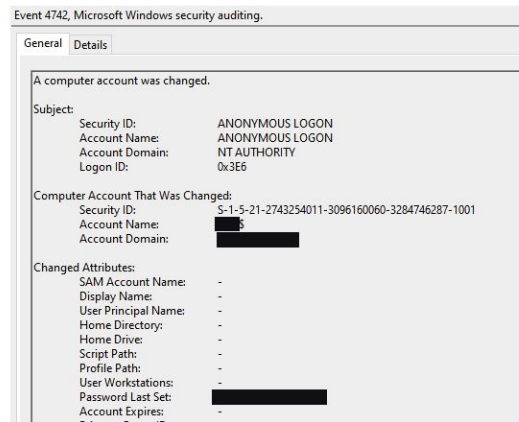 Event 4742, Microsoft Windows security auditing.
General Details
A computer account was changed.
Subject:
Security ID: ANONYMOUS LOGON
Account Name: ANONYMOUS LOGON
Account Domain: NT AUTHORITY
Logon ID: 0x3E6
Computer Account That Was Changed:
Security ID: S-1-5-21-2743254011-3096160060-3284746287-1001
Account Name: $
Account Domain:
Changed Attributes:
SAM Account Name: -
Display Name: -
User Principal Name: -
Home Directory: -
Home Drive: -
Script Path: -
Profile Path: -
User Workstations: -
Password Last Set:
Account Expires: -